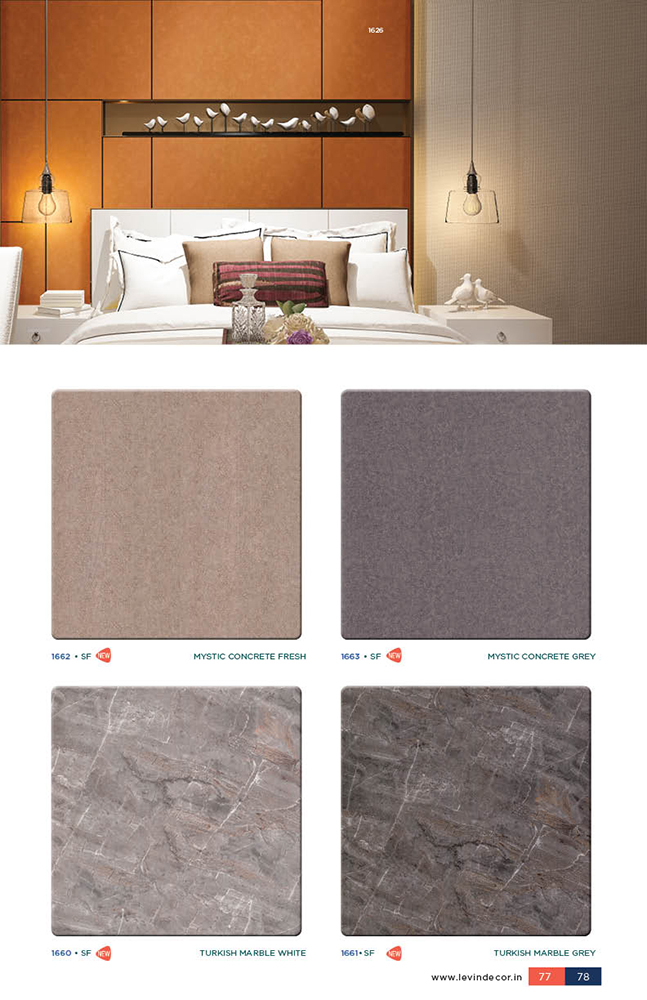 1626
1662 • SF NEW MYSTIC CONCRETE FRESH
1663 • SF NEW MYSTIC CONCRETE GREY
1660 • SF NEW TURKISH MARBLE WHITE
1661 • SF NEW TURKISH MARBLE GREY
www.levindecor.in 77 78